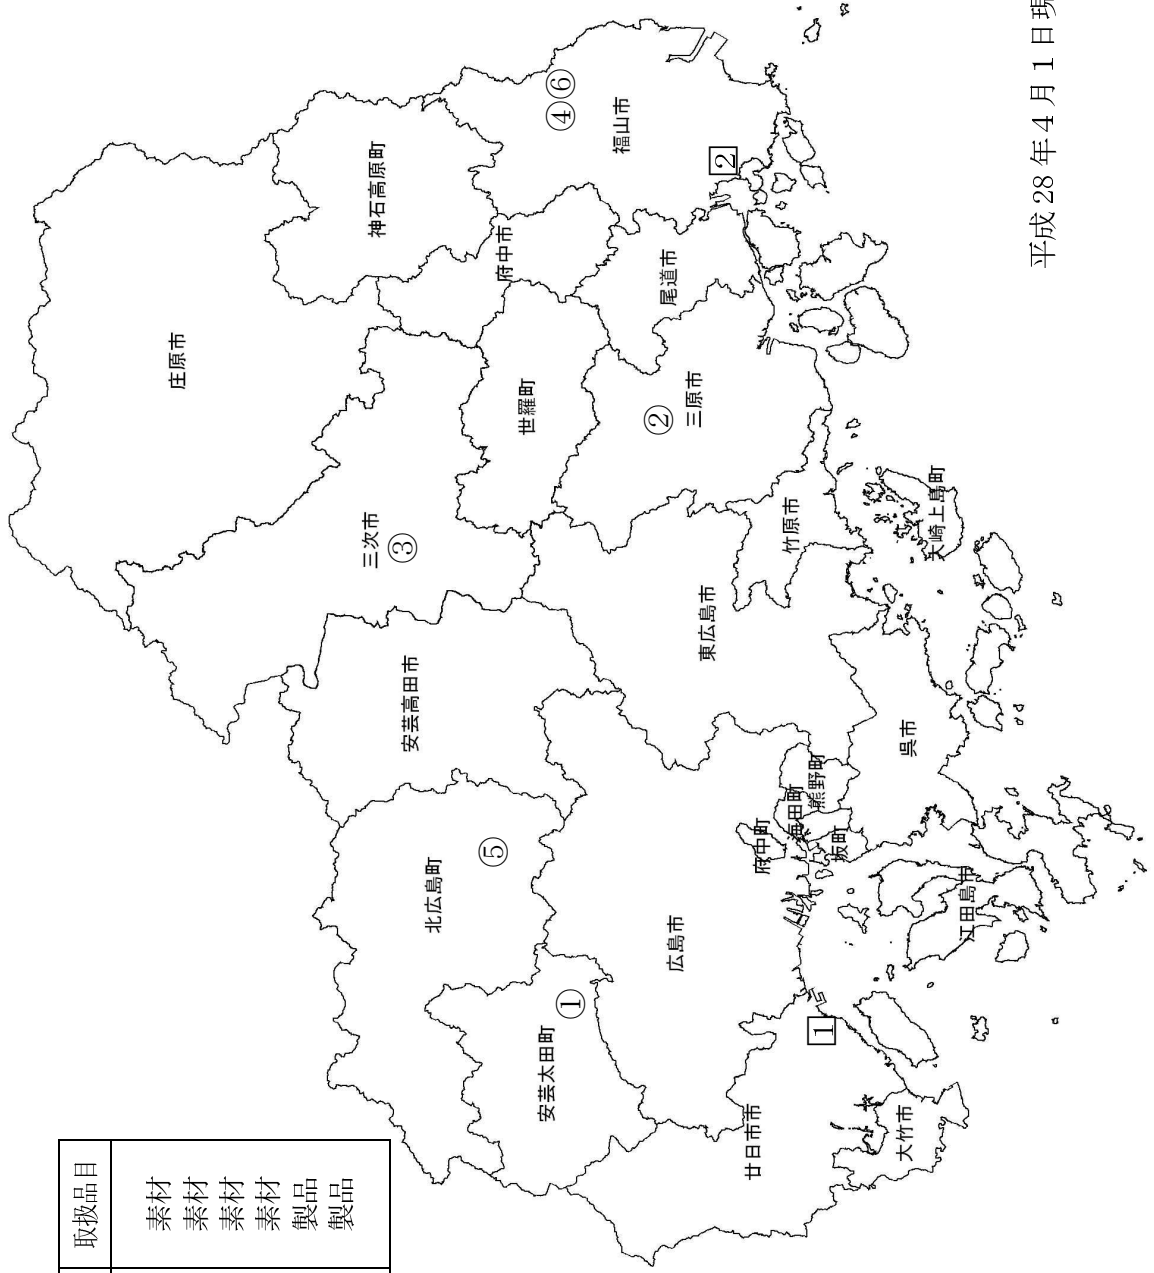 平成 28 年 4 月 1 日現
取扱品目
素材
素材
素材
素材
製品
製品
庄原市
神石高原町
④⑥
福山市
府中市
2
尾道市
世羅町
三原市
②
三次市
③
竹原市
大崎上島町
東広島市
安芸高田市
呉市
熊野町
海田町
坂町
府中町
北広島町
⑤
広島市
江田島市
安芸太田町
①
1
廿日市市
大竹市